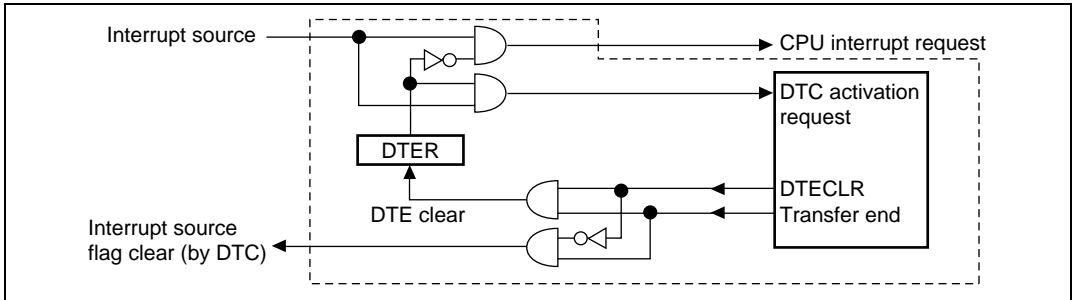 Interrupt source
CPU interrupt request
DTC activation
request
DTER
DTECLR
DTE clear
Transfer end
Interrupt source
flag clear (by DTC)